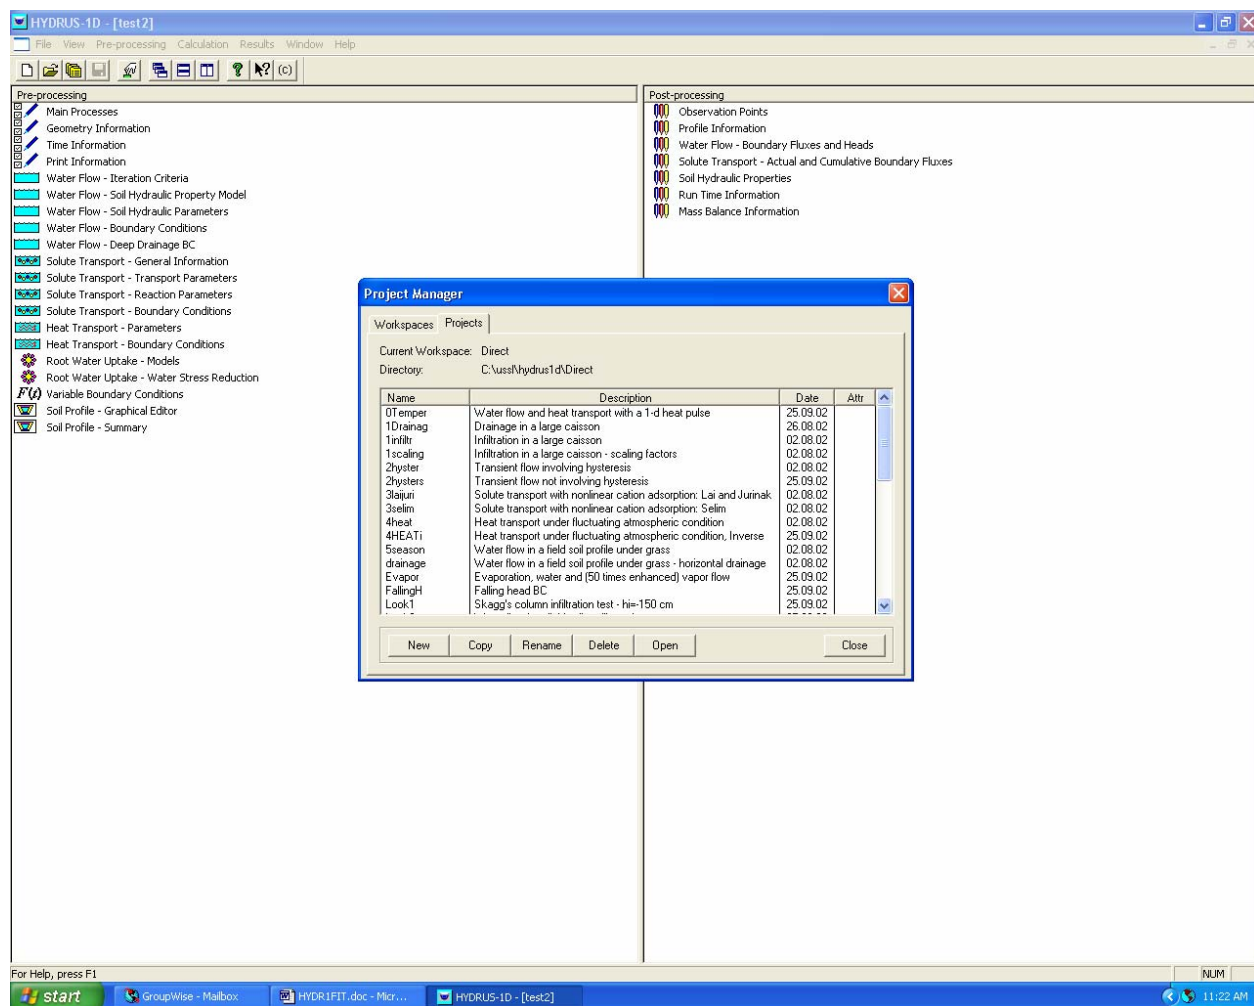 HYDRUS-1D - [test2]
File View Pre-processing Calculation Results Window Help
(c)
Pre-processing
Main Processes
Geometry Information
Time Information
Print Information
Water Flow - Iteration Criteria
Water Flow - Soil Hydraulic Property Model
Water Flow - Soil Hydraulic Parameters
Water Flow - Boundary Conditions
Water Flow - Deep Drainage BC
Solute Transport - General Information
Solute Transport - Transport Parameters
Solute Transport - Reaction Parameters
Solute Transport - Boundary Conditions
Heat Transport - Parameters
Heat Transport - Boundary Conditions
Root Water Uptake - Models
Root Water Uptake - Water Stress Reduction
F(t) Variable Boundary Conditions
Soil Profile - Graphical Editor
Soil Profile - Summary
Post-processing
Observation Points
Profile Information
Water Flow - Boundary Fluxes and Heads
Solute Transport - Actual and Cumulative Boundary Fluxes
Soil Hydraulic Properties
Run Time Information
Mass Balance Information
Project Manager
Workspaces Projects
Current Workspace: Direct
Directory: C:\ussl\hydrus1d\Direct
Name Description Date Attr
0Temper Water flow and heat transport with a 1-d heat pulse 25.09.02
1Drainag Drainage in a large caisson 26.08.02
1infiltr Infiltration in a large caisson 02.08.02
1scaling Infiltration in a large caisson - scaling factors 02.08.02
2hyster Transient flow involving hysteresis 02.08.02
2hysters Transient flow not involving hysteresis 25.09.02
3laijuri Solute transport with nonlinear cation adsorption: Lai and Jurinak 02.08.02
3selim Solute transport with nonlinear cation adsorption: Selim 02.08.02
4heat Heat transport under fluctuating atmospheric condition 02.08.02
4HEATi Heat transport under fluctuating atmospheric condition, Inverse 25.09.02
5season Water flow in a field soil profile under grass 02.08.02
drainage Water flow in a field soil profile under grass - horizontal drainage 02.08.02
Evapor Evaporation, water and (50 times enhanced) vapor flow 25.09.02
FallingH Falling head BC 25.09.02
Look1 Skagg's column infiltration test - hi=-150 cm 25.09.02
New Copy Rename Delete Open Close
For Help, press F1 NUM
start GroupWise - Mailbox HYDR1FIT.doc - Micr... HYDRUS-1D - [test2] 11:22 AM